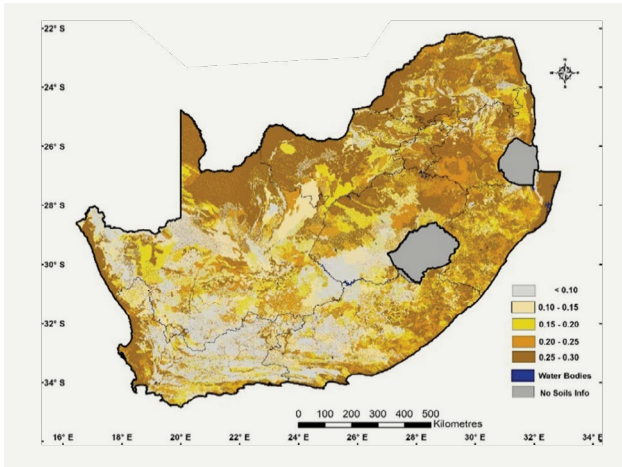 22° S
24° S
26° S
28° S
30° S
32° S
34° S
< 0.10
0.10 - 0.15
0.15 - 0.20
0.20 - 0.25
0.25 - 0.30
Water Bodies
No Soils Info
0 100 200 300 400 500
Kilometres
16° E 18° E 20° E 22° E 24° E 26° E 28° E 30° E 32° E 34° E